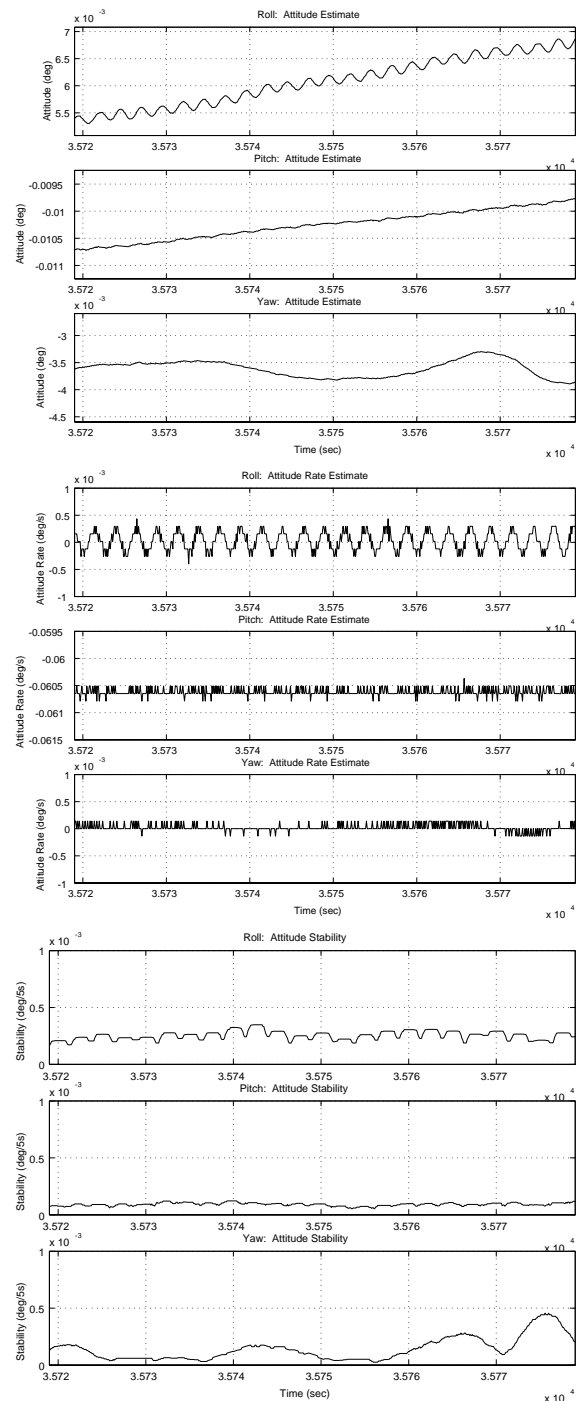 x 10 -3
Roll: Attitude Estimate
7
6.5
6
5.5
Attitude (deg)
3.572 3.573 3.574 3.575 3.576 3.577
x 10 4
Pitch: Attitude Estimate
-0.0095
-0.01
-0.0105
-0.011
Attitude (deg)
3.572 3.573 3.574 3.575 3.576 3.577
x 10 4
x 10 -3
Yaw: Attitude Estimate
-3
-3.5
-4
-4.5
Attitude (deg)
3.572 3.573 3.574 3.575 3.576 3.577
Time (sec)
x 10 4
x 10 -3
Roll: Attitude Rate Estimate
1
0.5
0
-0.5
-1
Attitude Rate (deg/s)
3.572 3.573 3.574 3.575 3.576 3.577
x 10 4
Pitch: Attitude Rate Estimate
-0.0595
-0.06
-0.0605
-0.061
-0.0615
Attitude Rate (deg/s)
3.572 3.573 3.574 3.575 3.576 3.577
x 10 4
x 10 -3
Yaw: Attitude Rate Estimate
1
0.5
0
-0.5
-1
Attitude Rate (deg/s)
3.572 3.573 3.574 3.575 3.576 3.577
Time (sec)
x 10 4
x 10 -3
Roll: Attitude Stability
1
0.5
0
Stability (deg/5s)
3.572 3.573 3.574 3.575 3.576 3.577
x 10 4
x 10 -3
Pitch: Attitude Stability
1
0.5
0
Stability (deg/5s)
3.572 3.573 3.574 3.575 3.576 3.577
x 10 4
x 10 -3
Yaw: Attitude Stability
1
0.5
0
Stability (deg/5s)
3.572 3.573 3.574 3.575 3.576 3.577
Time (sec)
x 10 4